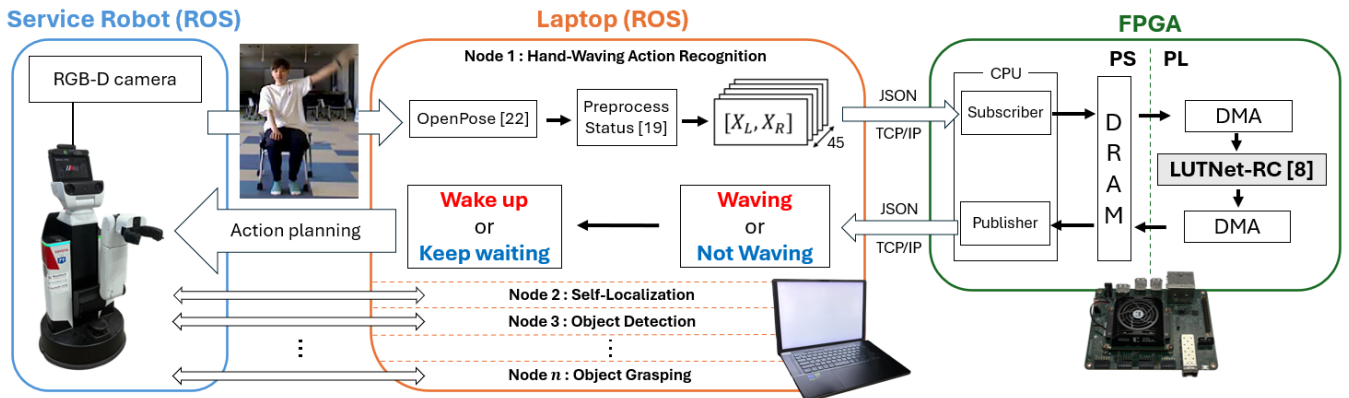 Service Robot (ROS)
Laptop (ROS)
FPGA
RGB-D camera
Node 1 : Hand-Waving Action Recognition
OpenPose [22]
Preprocess
Status [19]
[X_L, X_R]
45
JSON
TCP/IP
CPU
Subscriber
DRAM
PS
PL
DMA
LUTNet-RC [8]
DMA
Publisher
JSON
TCP/IP
Waving
or
Not Waving
Wake up
or
Keep waiting
Action planning
Node 2 : Self-Localization
Node 3 : Object Detection
⋮
⋮
Node n : Object Grasping